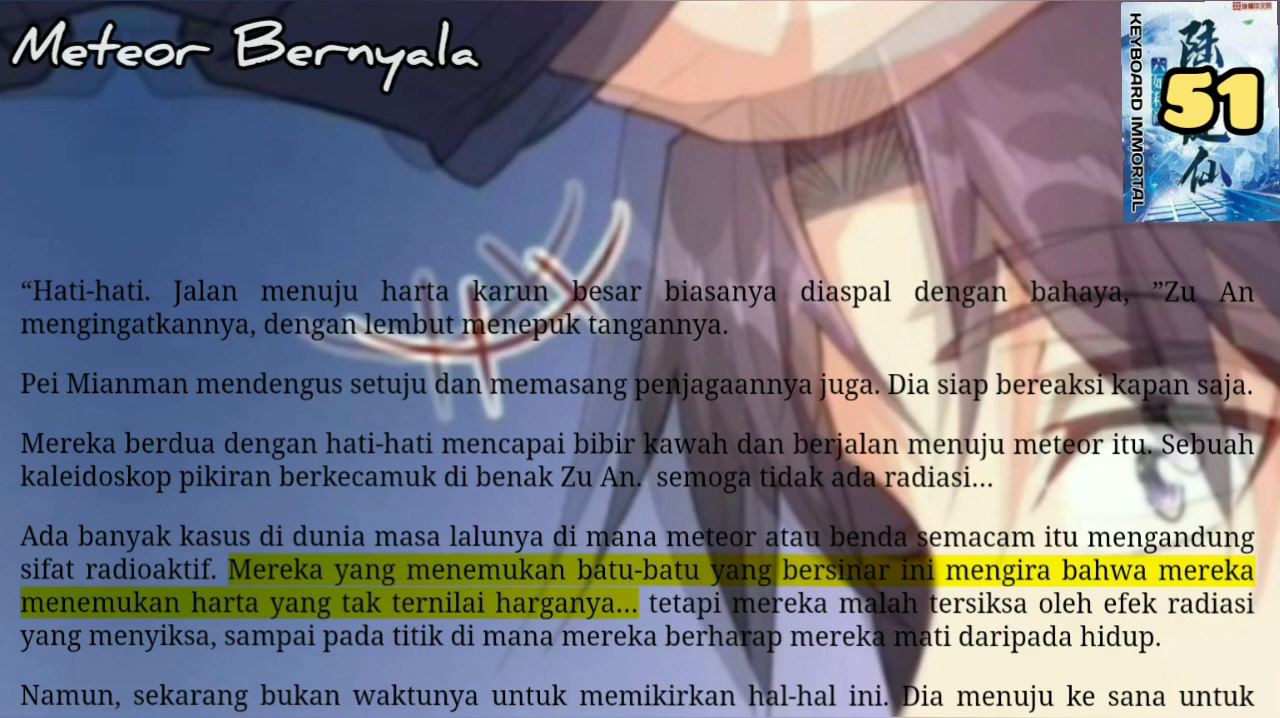 Meteor Bernyala
KEYBOARD IMMORTAL
51
仙
“Hati-hati. Jalan menuju harta karun besar biasanya diaspal dengan bahaya, ”Zu An
mengingatkannya, dengan lembut menepuk tangannya.
Pei Mianman mendengus setuju dan memasang penjagaannya juga. Dia siap bereaksi kapan saja.
Mereka berdua dengan hati-hati mencapai bibir kawah dan berjalan menuju meteor itu. Sebuah
kaleidoskop pikiran berkecamuk di benak Zu An.  semoga tidak ada radiasi...
Ada banyak kasus di dunia masa lalunya di mana meteor atau benda semacam itu mengandung
sifat radioaktif. Mereka yang menemukan batu-batu yang bersinar ini mengira bahwa mereka
menemukan harta yang tak ternilai harganya... tetapi mereka malah tersiksa oleh efek radiasi
yang menyiksa, sampai pada titik di mana mereka berharap mereka mati daripada hidup.
Namun, sekarang bukan waktunya untuk memikirkan hal-hal ini. Dia menuju ke sana untuk